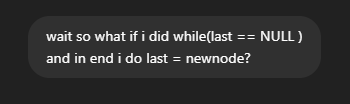 wait so what if i did while(last == NULL )
and in end i do last = newnode?